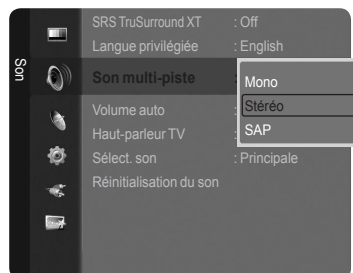 Son
SRS TruSurround XT : Off
Langue privilégiée : English
Son multi-piste :
Mono
Stéréo
SAP
Volume auto
Haut-parleur TV
Sélect. son : Principale
Réinitialisation du son